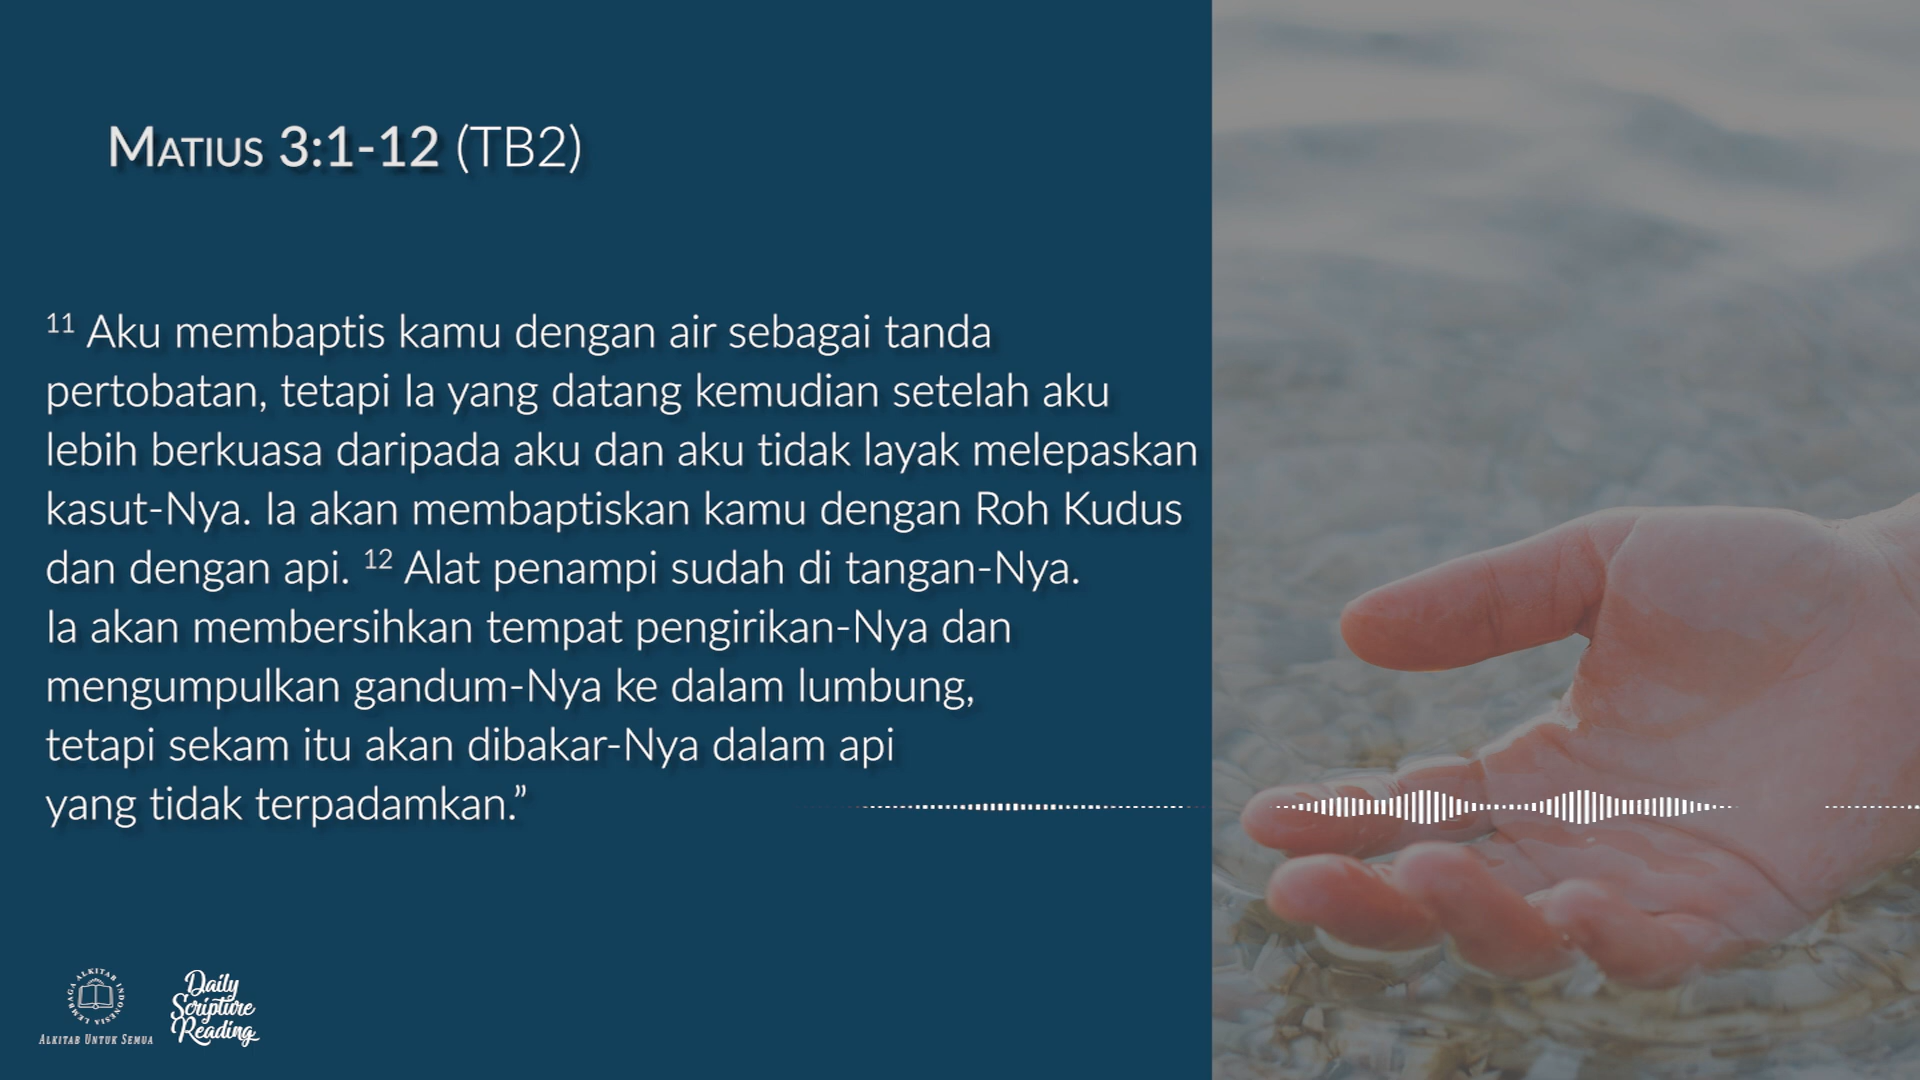 Matius 3:1-12 (TB2)
11 Aku membaptis kamu dengan air sebagai tanda
pertobatan, tetapi Ia yang datang kemudian setelah aku
lebih berkuasa daripada aku dan aku tidak layak melepaskan
kasut-Nya. Ia akan membaptiskan kamu dengan Roh Kudus
dan dengan api. 12 Alat penampi sudah di tangan-Nya.
Ia akan membersihkan tempat pengirikan-Nya dan
mengumpulkan gandum-Nya ke dalam lumbung,
tetapi sekam itu akan dibakar-Nya dalam api
yang tidak terpadamkan.”
LEMBAGA ALKITAB INDONESIA
Alkitab Untuk Semua
Daily
Scripture
Reading